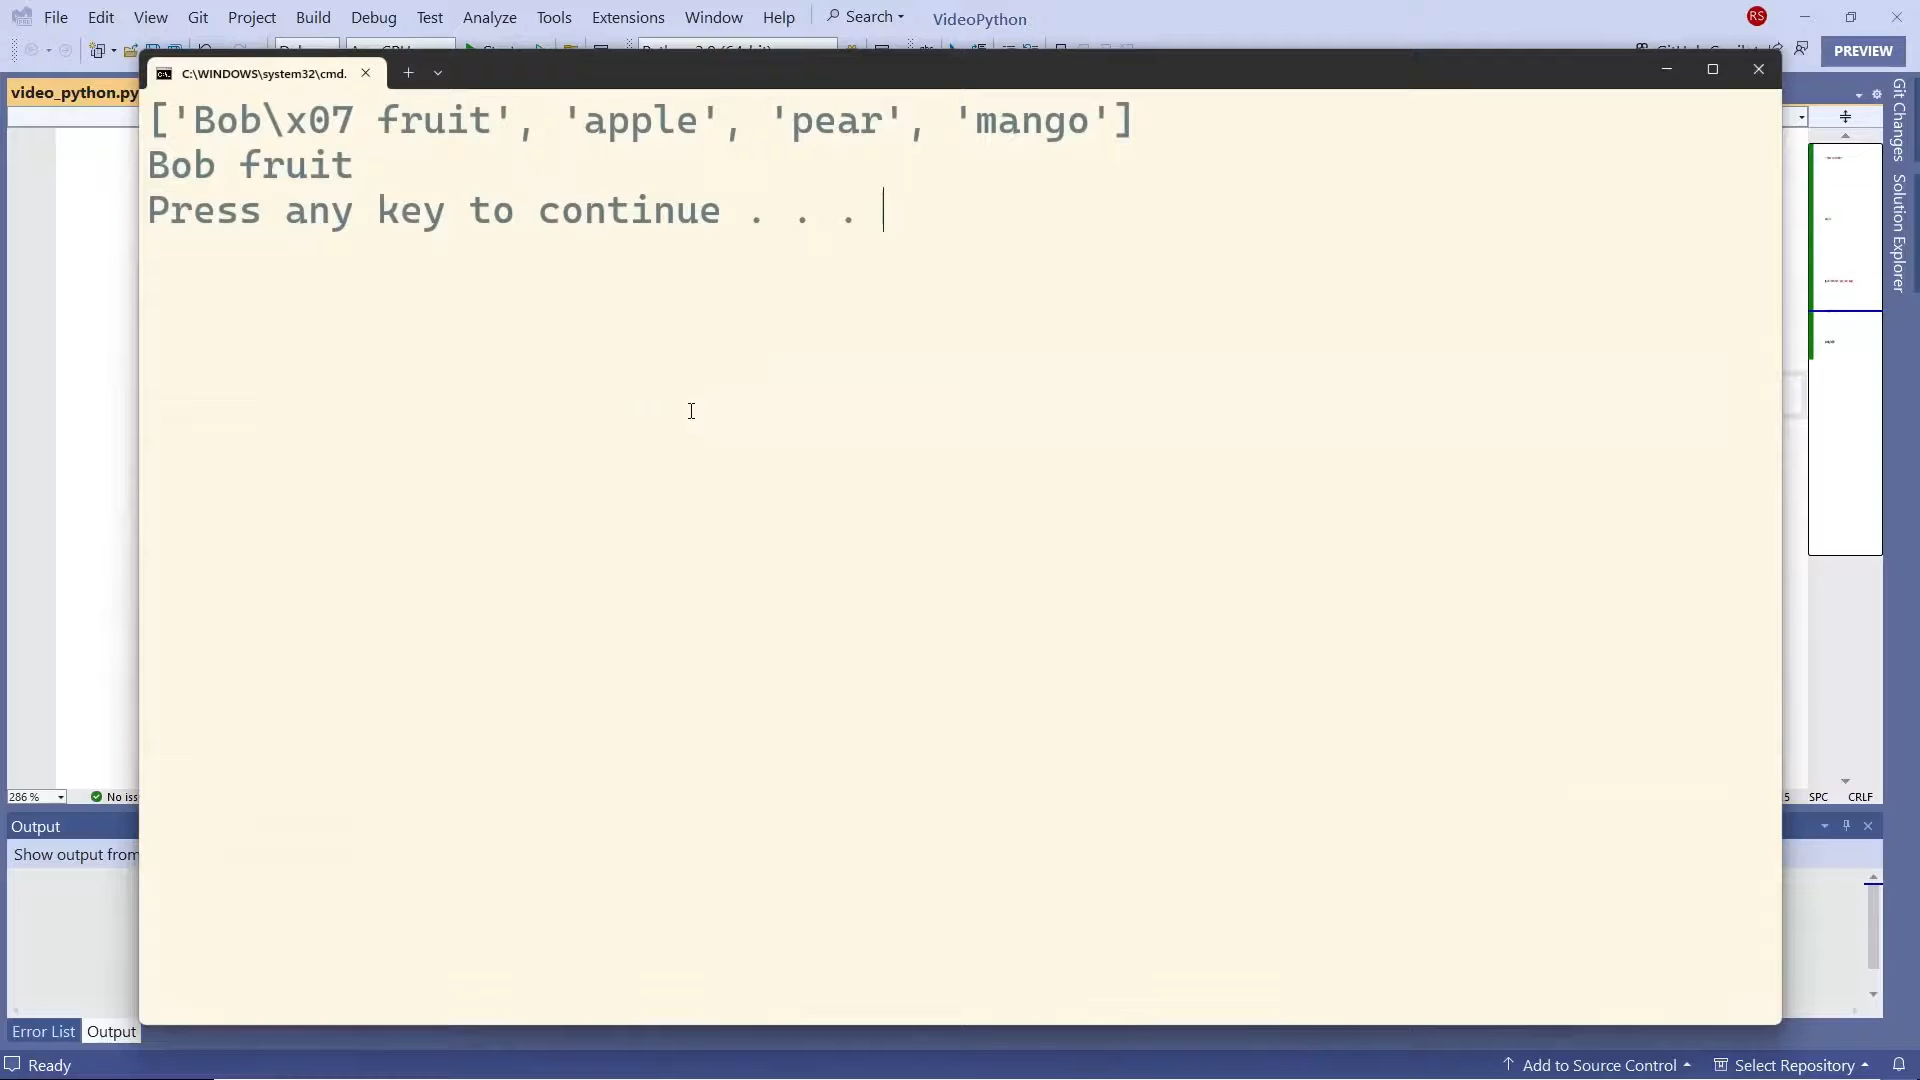 File Edit View Git Project Build Debug Test Analyze Tools Extensions Window Help Search VideoPython RS
PREVIEW
video_python.py
C:\WINDOWS\system32\cmd.
['Bob\x07 fruit', 'apple', 'pear', 'mango']
Bob fruit
Press any key to continue . . .
Git Changes
Solution Explorer
286 %
5 SPC CRLF
Output
Show output from
Error List Output
Ready Add to Source Control Select Repository